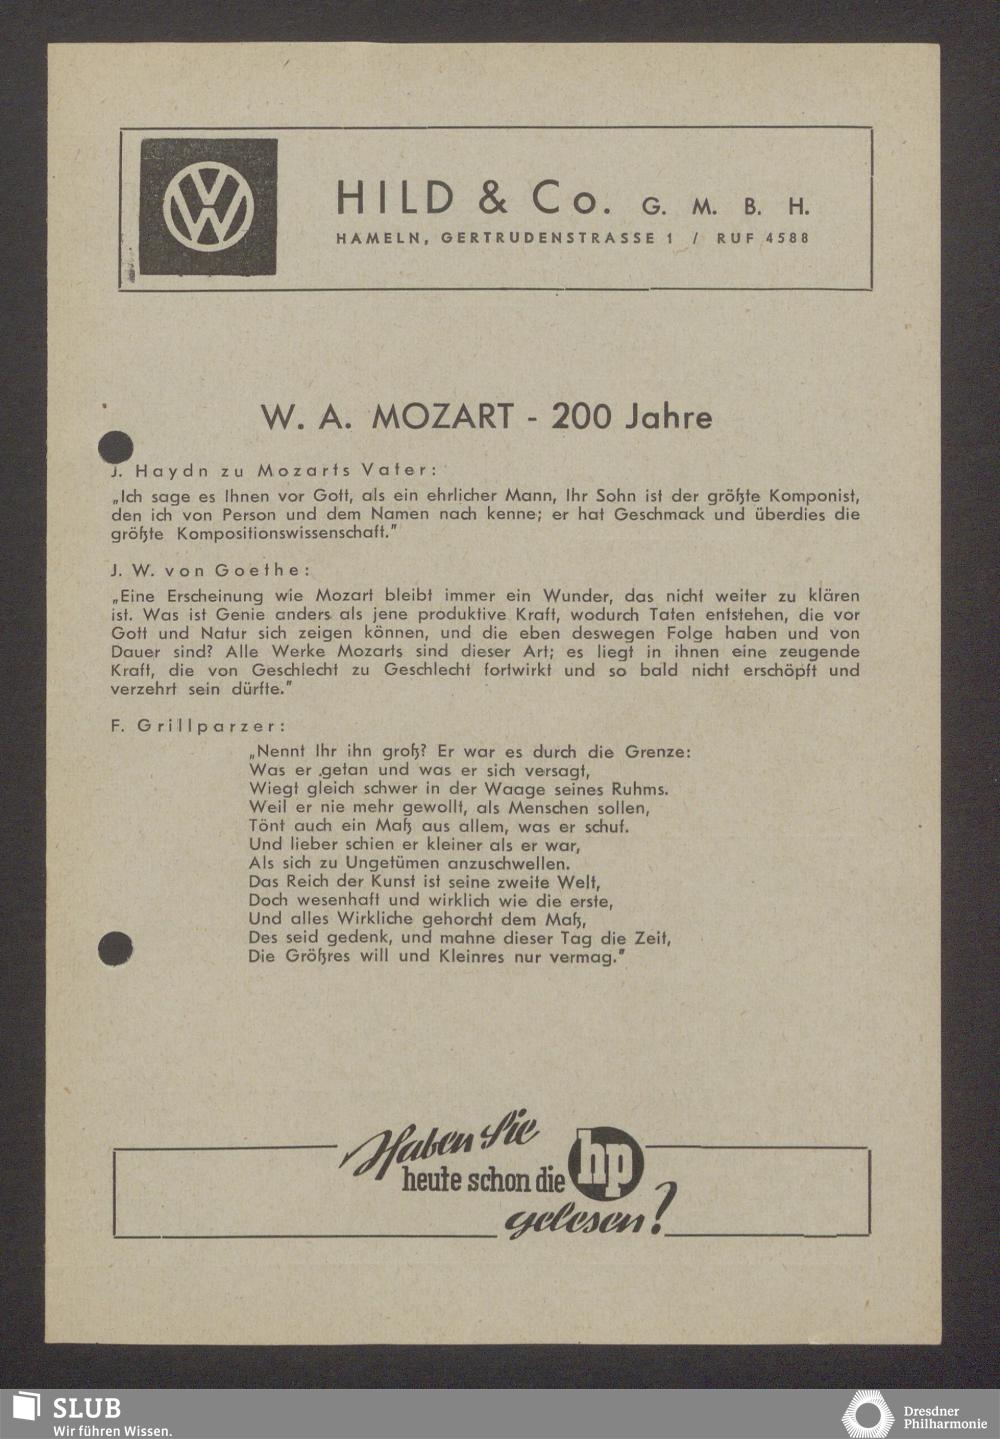 HILD & Co. G. M. B. H.
HAMELN, GERTRUDENSTRASSE 1 / RUF 4588
W. A. MOZART - 200 Jahre
J. Haydn zu Mozarts Vater:
„Ich sage es Ihnen vor Gott, als ein ehrlicher Mann, Ihr Sohn ist der größte Komponist,
den ich von Person und dem Namen nach kenne; er hat Geschmack und überdies die
größte Kompositionswissenschaft."
J. W. von Goethe:
„Eine Erscheinung wie Mozart bleibt immer ein Wunder, das nicht weiter zu klären
ist. Was ist Genie anders als jene produktive Kraft, wodurch Taten entstehen, die vor
Gott und Natur sich zeigen können, und die eben deswegen Folge haben und von
Dauer sind? Alle Werke Mozarts sind dieser Art; es liegt in ihnen eine zeugende
Kraft, die von Geschlecht zu Geschlecht fortwirkt und so bald nicht erschöpft und
verzehrt sein dürfte."
F. Grillparzer:
„Nennt Ihr ihn groß? Er war es durch die Grenze:
Was er getan und was er sich versagt,
Wiegt gleich schwer in der Waage seines Ruhms.
Weil er nie mehr gewollt, als Menschen sollen,
Tönt auch ein Maß aus allem, was er schuf.
Und lieber schien er kleiner als er war,
Als sich zu Ungetümen anzuschwellen.
Das Reich der Kunst ist seine zweite Welt,
Doch wesenhaft und wirklich wie die erste,
Und alles Wirkliche gehorcht dem Maß,
Des seid gedenk, und mahne dieser Tag die Zeit,
Die Größres will und Kleinres nur vermag."
Haben Sie
heute schon die hp
gelesen?
SLUB
Wir führen Wissen.
Dresdner
Philharmonie